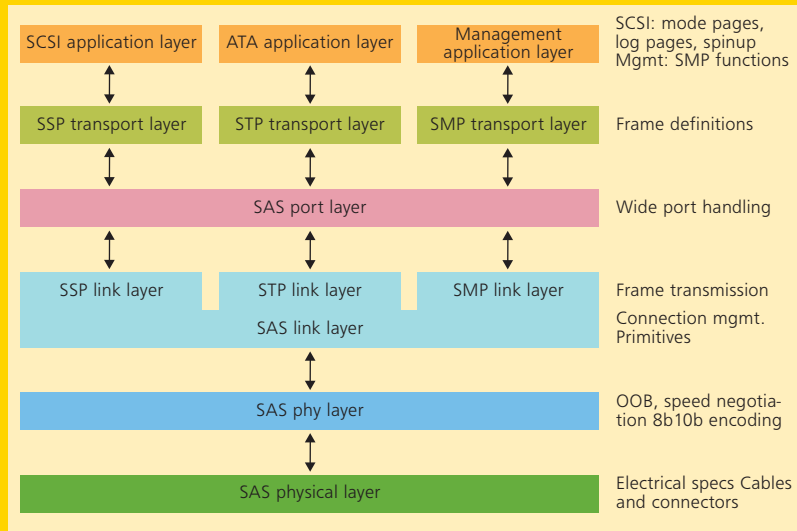 SCSI application layer
ATA application layer
Management
application layer
SCSI: mode pages,
log pages, spinup
Mgmt: SMP functions
SSP transport layer
STP transport layer
SMP transport layer
Frame definitions
SAS port layer
Wide port handling
SSP link layer
STP link layer
SMP link layer
Frame transmission
SAS link layer
Connection mgmt.
Primitives
SAS phy layer
OOB, speed negotia-
tion 8b10b encoding
SAS physical layer
Electrical specs Cables
and connectors